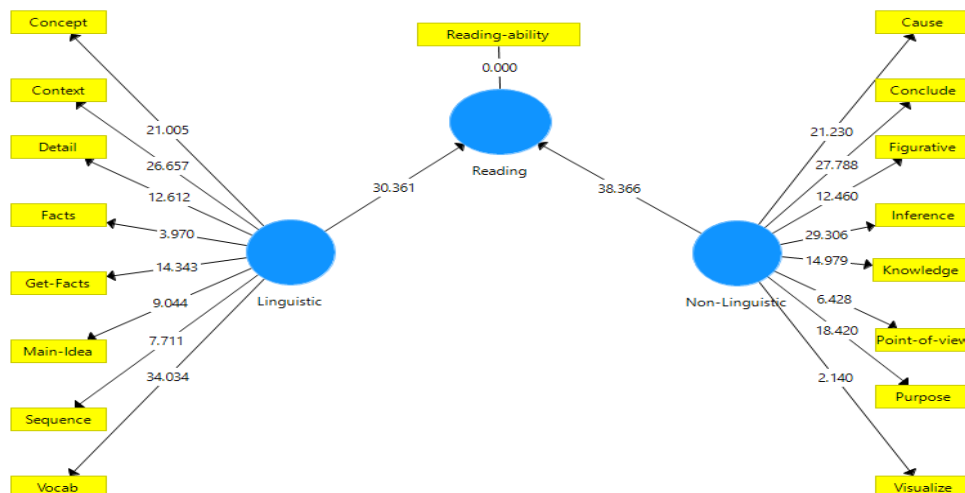 Concept
Context
Detail
Facts
Get-Facts
Main-Idea
Sequence
Vocab
21.005
26.657
12.612
3.970
14.343
9.044
7.711
34.034
Linguistic
30.361
Reading-ability
0.000
Reading
38.366
Non-Linguistic
21.230
27.788
12.460
29.306
14.979
6.428
18.420
2.140
Cause
Conclude
Figurative
Inference
Knowledge
Point-of-view
Purpose
Visualize